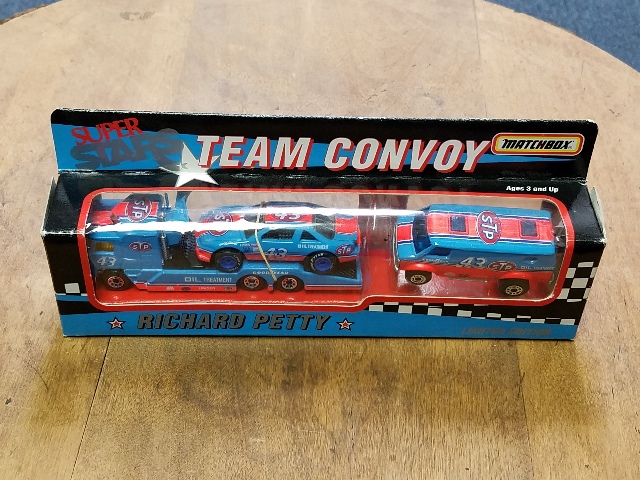 SUPER
STARS
TEAM CONVOY
MATCHBOX
Ages 3 and Up
STP
43
43
STP
43
OIL TREATMENT
GOODYEAR
STP
43
STP
RICHARD PETTY
LIMITED EDITION